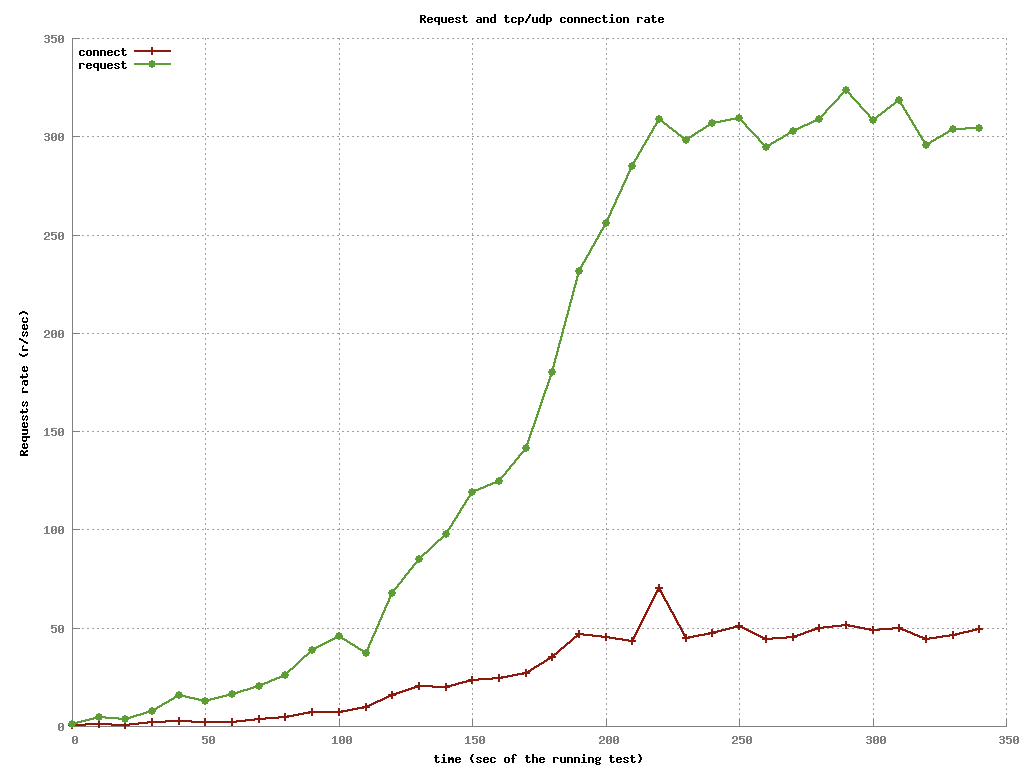 Request and tcp/udp connection rate
connect
request
350
300
250
200
150
100
50
0
Requests rate (r/sec)
0 50 100 150 200 250 300 350
time (sec of the running test)